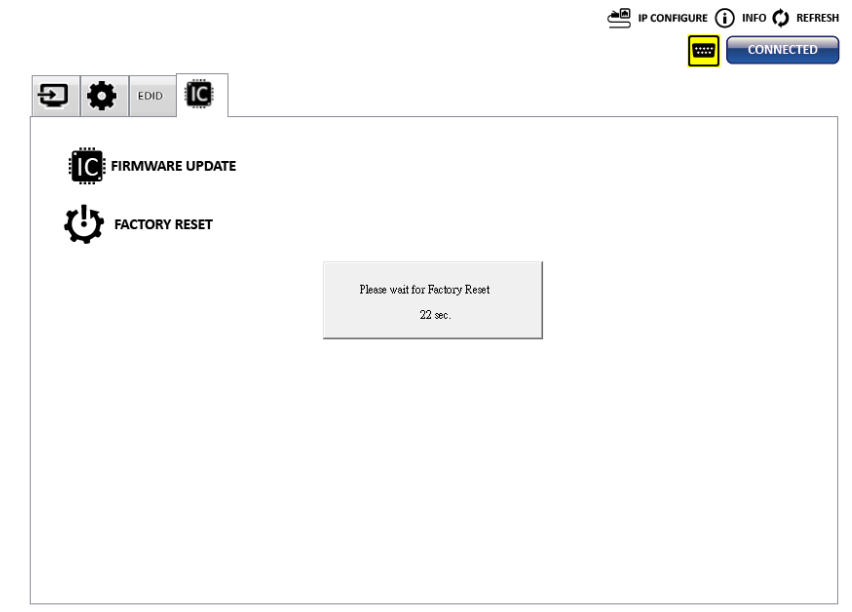 IP CONFIGURE INFO REFRESH
CONNECTED
EDID IC
IC FIRMWARE UPDATE
FACTORY RESET
Please wait for Factory Reset
22 sec.